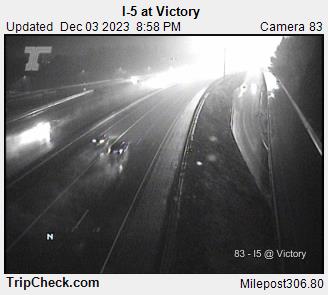 I-5 at Victory
Updated Dec 03 2023 8:58 PM Camera 83
T
N
83 - I5 @ Victory
TripCheck.com Milepost306.80